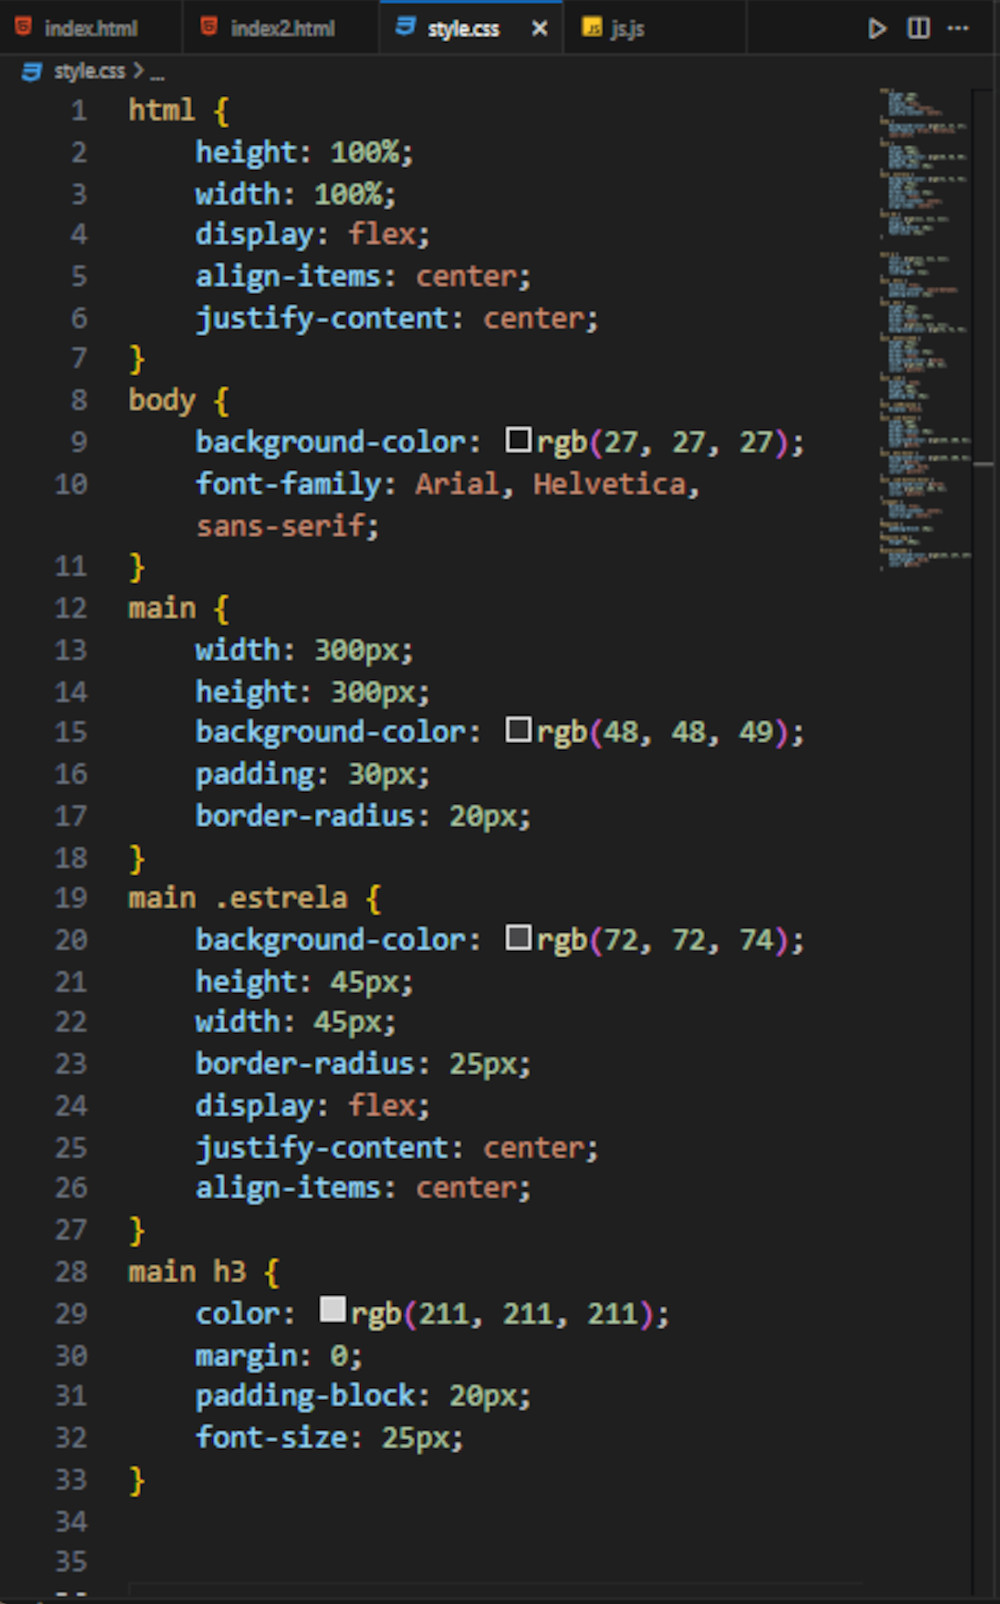 index.html index2.html style.css × JS js.js ...
style.css > ...
1 html {
2 height: 100%;
3 width: 100%;
4 display: flex;
5 align-items: center;
6 justify-content: center;
7 }
8 body {
9 background-color: rgb(27, 27, 27);
10 font-family: Arial, Helvetica,
sans-serif;
11 }
12 main {
13 width: 300px;
14 height: 300px;
15 background-color: rgb(48, 48, 49);
16 padding: 30px;
17 border-radius: 20px;
18 }
19 main .estrela {
20 background-color: rgb(72, 72, 74);
21 height: 45px;
22 width: 45px;
23 border-radius: 25px;
24 display: flex;
25 justify-content: center;
26 align-items: center;
27 }
28 main h3 {
29 color: rgb(211, 211, 211);
30 margin: 0;
31 padding-block: 20px;
32 font-size: 25px;
33 }
34
35